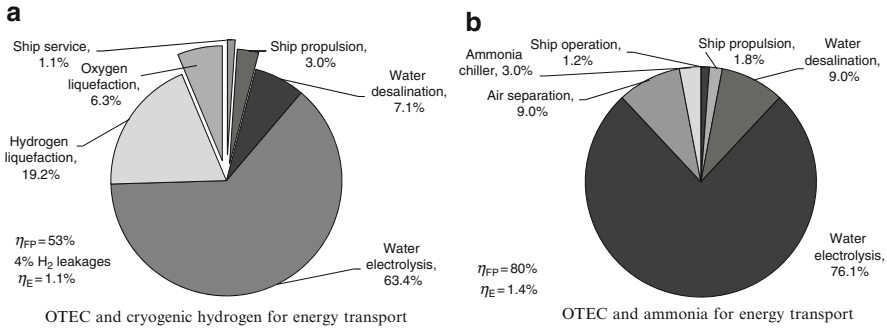 a
Ship service,
1.1%
Oxygen
liquefaction,
6.3%
Hydrogen
liquefaction,
19.2%
Ship propulsion,
3.0%
Water
desalination,
7.1%
Water
electrolysis,
63.4%
ηFP=53%
4% H2 leakages
ηE=1.1%
OTEC and cryogenic hydrogen for energy transport
b
Ship operation,
1.2%
Ammonia
chiller, 3.0%
Air separation,
9.0%
Ship propulsion,
1.8%
Water
desalination,
9.0%
Water
electrolysis,
76.1%
ηFP=80%
ηE=1.4%
OTEC and ammonia for energy transport